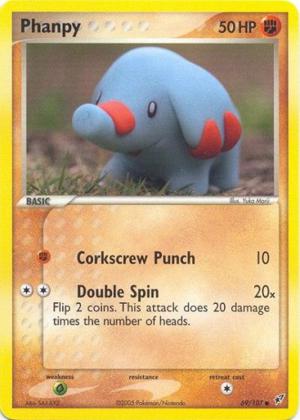 Phanpy 50 HP
BASIC Illus. Yuka Morii
Corkscrew Punch 10
Double Spin 20x
Flip 2 coins. This attack does 20 damage
times the number of heads.
weakness resistance retreat cost
©2005 Pokémon/Nintendo 69/107